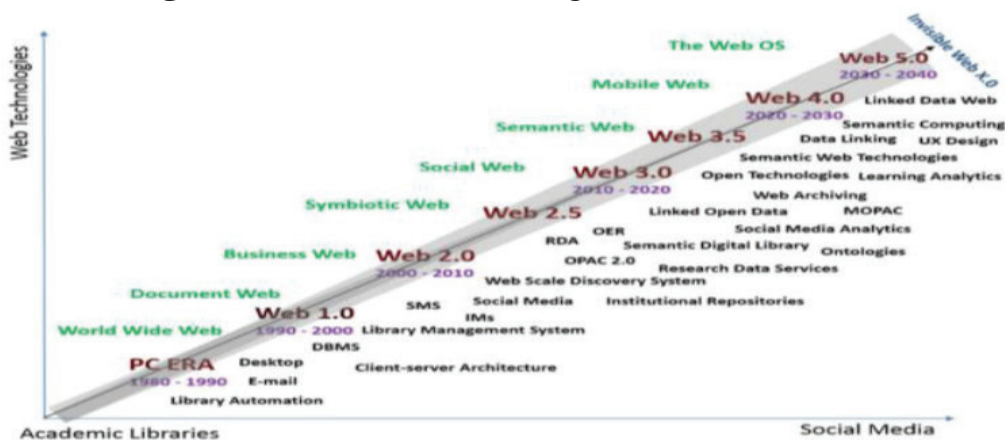 The Web OS
Invisible Web X.0
Web 5.0
2030 - 2040
Mobile Web
Web 4.0
2020 - 2030
Linked Data Web
Semantic Computing
Semantic Web
Web 3.5
Data Linking
UX Design
Semantic Web Technologies
Social Web
Web 3.0
2010 - 2020
Open Technologies
Learning Analytics
Web Archiving
Symbiotic Web
Web 2.5
Linked Open Data
MOPAC
OER
Social Media Analytics
RDA
Semantic Digital Library
Ontologies
Business Web
Web 2.0
2000 - 2010
OPAC 2.0
Research Data Services
Web Scale Discovery System
Document Web
SMS
Social Media
Institutional Repositories
Web 1.0
1990 - 2000
IMs
Library Management System
World Wide Web
DBMS
PC ERA
1980 - 1990
Desktop
Client-server Architecture
E-mail
Library Automation
Web Technologies
Academic Libraries
Social Media